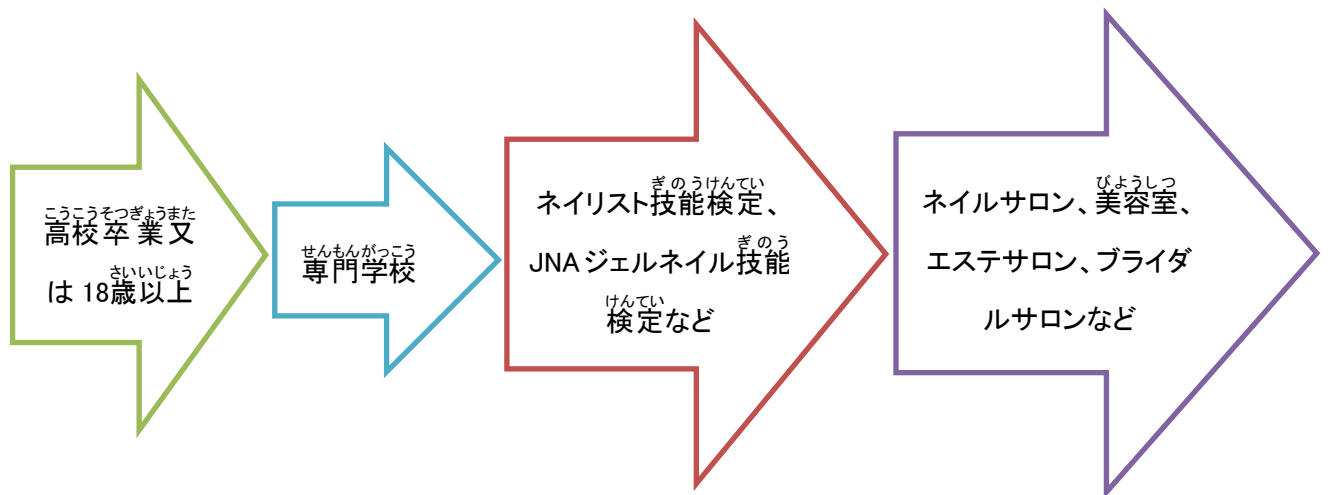 こうこうそつぎょうまた
高校卒業又
さいいじょう
は 18歳以上
せんもんがっこう
専門学校
ぎのうけんてい
ネイリスト技能検定、
ぎのう
JNAジェルネイル技能
けんてい
検定など
びようしつ
ネイルサロン、美容室、
エステサロン、ブライダ
ルサロンなど